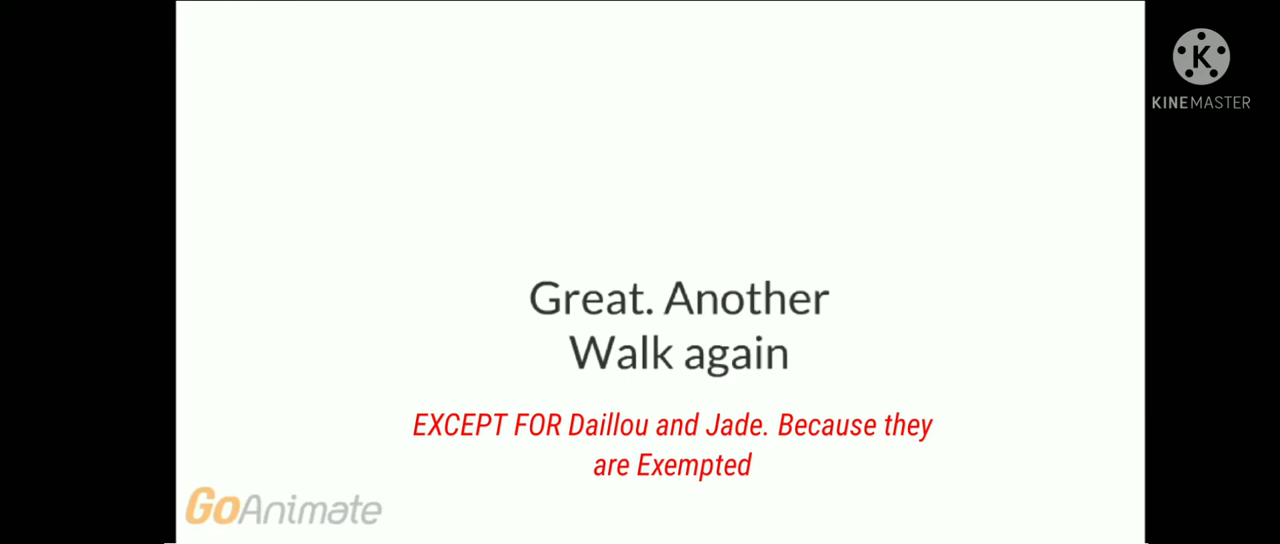 K
KINEMASTER
Great. Another
Walk again
EXCEPT FOR Daillou and Jade. Because they
are Exempted
GoAnimate